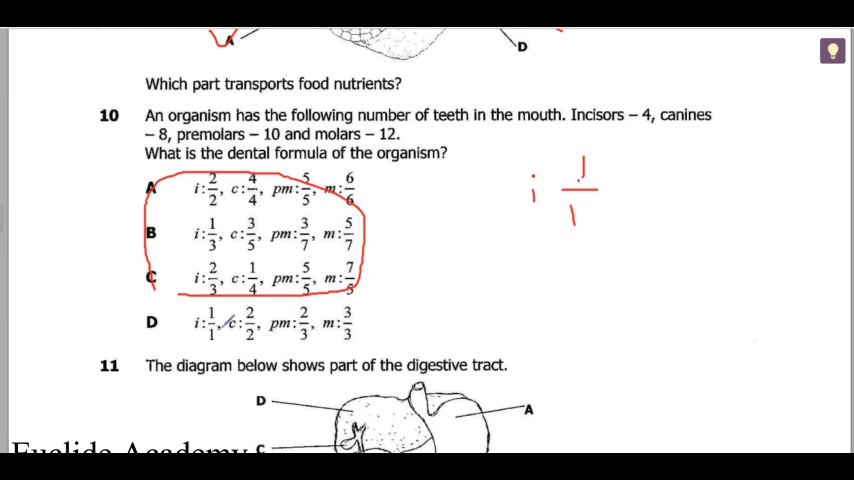 A
D
Which part transports food nutrients?
10 An organism has the following number of teeth in the mouth. Incisors – 4, canines
– 8, premolars – 10 and molars – 12.
What is the dental formula of the organism?
A i: 2/2, c: 4/4, pm: 5/5, m: 6/6
B i: 1/3, c: 3/5, pm: 3/7, m: 5/7
C i: 2/3, c: 1/4, pm: 5/5, m: 7/5
D i: 1/1, c: 2/2, pm: 2/3, m: 3/3
i 1/1
11 The diagram below shows part of the digestive tract.
D
A
C
Euclide Academy